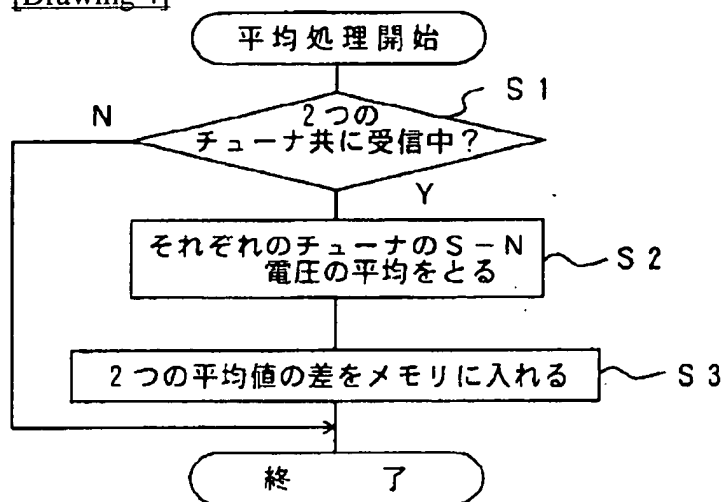 平均処理開始
S1
N
2つの
チューナ共に受信中?
Y
それぞれのチューナのS-N
電圧の平均をとる
S2
2つの平均値の差をメモリに入れる
S3
終 了